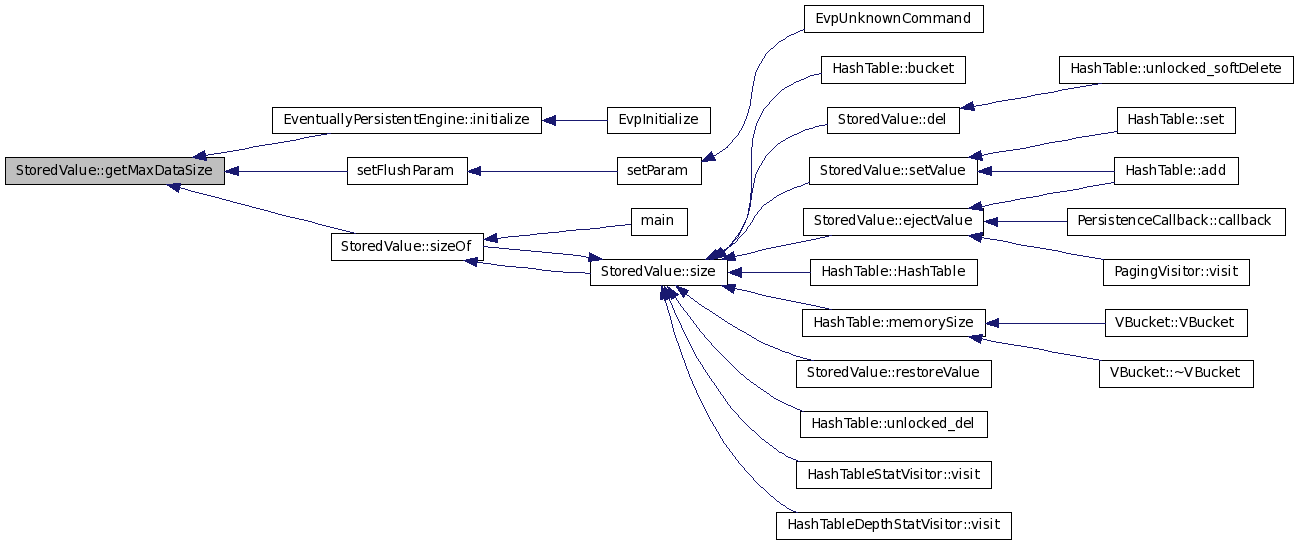 EvpUnknownCommand
HashTable::bucket
HashTable::unlocked_softDelete
EventuallyPersistentEngine::initialize
EvpInitialize
StoredValue::del
HashTable::set
StoredValue::getMaxDataSize
setFlushParam
setParam
StoredValue::setValue
HashTable::add
main
StoredValue::ejectValue
PersistenceCallback::callback
StoredValue::sizeOf
StoredValue::size
HashTable::HashTable
PagingVisitor::visit
HashTable::memorySize
VBucket::VBucket
StoredValue::restoreValue
VBucket::~VBucket
HashTable::unlocked_del
HashTableStatVisitor::visit
HashTableDepthStatVisitor::visit